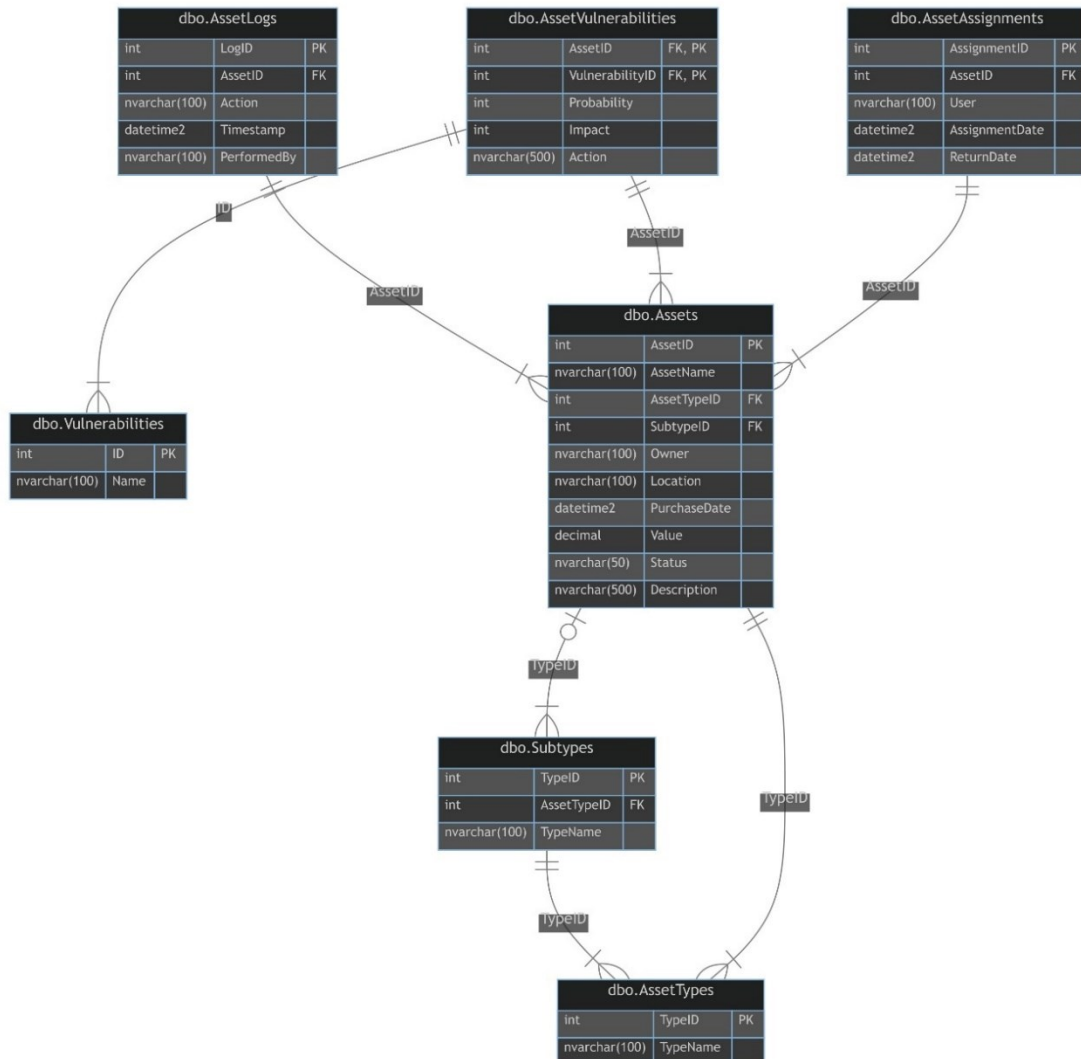 dbo.AssetLogs
int LogID PK
int AssetID FK
nvarchar(100) Action
datetime2 Timestamp
nvarchar(100) PerformedBy
dbo.AssetVulnerabilities
int AssetID FK, PK
int VulnerabilityID FK, PK
int Probability
int Impact
nvarchar(500) Action
dbo.AssetAssignments
int AssignmentID PK
int AssetID FK
nvarchar(100) User
datetime2 AssignmentDate
datetime2 ReturnDate
ID
AssetID
AssetID
AssetID
dbo.Assets
int AssetID PK
nvarchar(100) AssetName
int AssetTypeID FK
int SubtypeID FK
nvarchar(100) Owner
nvarchar(100) Location
datetime2 PurchaseDate
decimal Value
nvarchar(50) Status
nvarchar(500) Description
dbo.Vulnerabilities
int ID PK
nvarchar(100) Name
TypeID
dbo.Subtypes
int TypeID PK
int AssetTypeID FK
nvarchar(100) TypeName
TypeID
TypeID
dbo.AssetTypes
int TypeID PK
nvarchar(100) TypeName